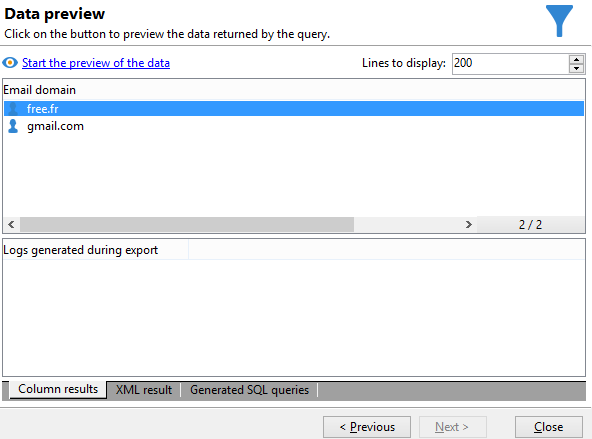 Data preview
Click on the button to preview the data returned by the query.
Start the preview of the data Lines to display: 200
Email domain
free.fr
gmail.com
2 / 2
Logs generated during export
Column results XML result Generated SQL queries
< Previous Next > Close